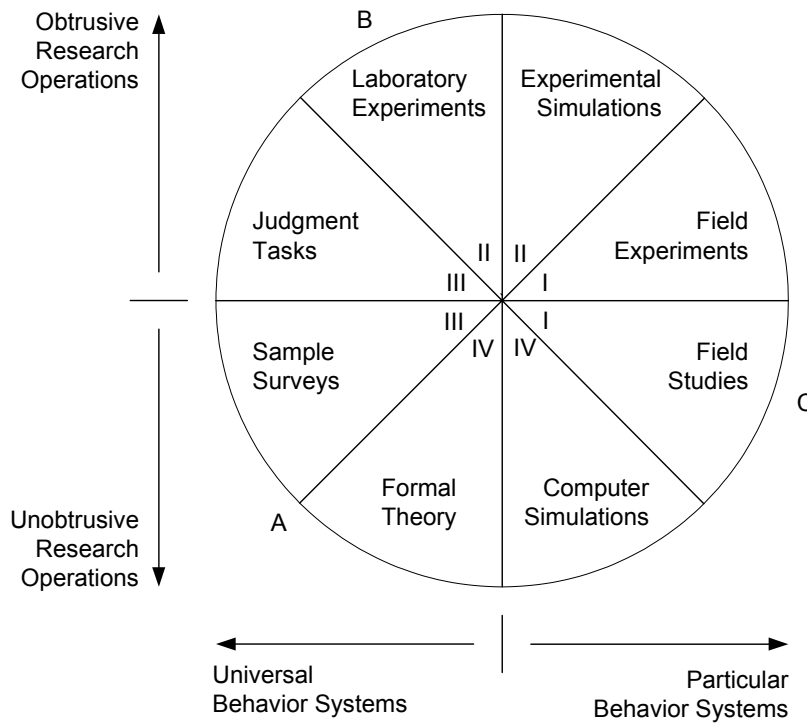 Obtrusive
Research
Operations
B
Laboratory
Experiments
Experimental
Simulations
Judgment
Tasks
Field
Experiments
II
II
III
I
III
I
IV
IV
Sample
Surveys
Field
Studies
C
Formal
Theory
Computer
Simulations
A
Unobtrusive
Research
Operations
Universal
Behavior Systems
Particular
Behavior Systems